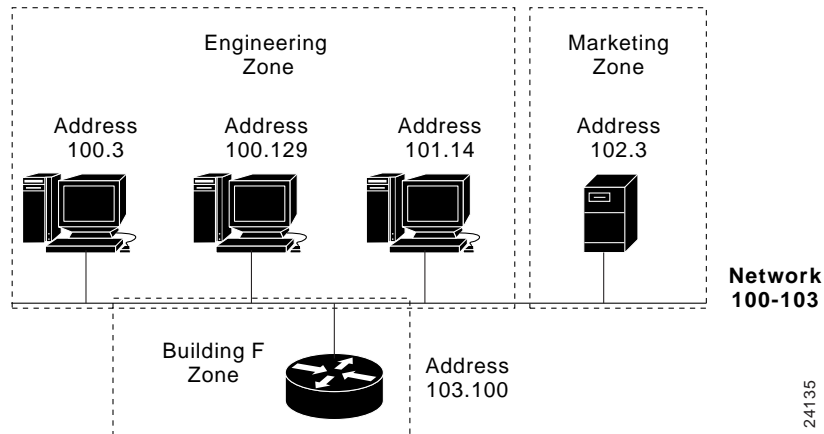 Engineering
Zone
Marketing
Zone
Address
100.3
Address
100.129
Address
101.14
Address
102.3
Network
100-103
Building F
Zone
Address
103.100
24135